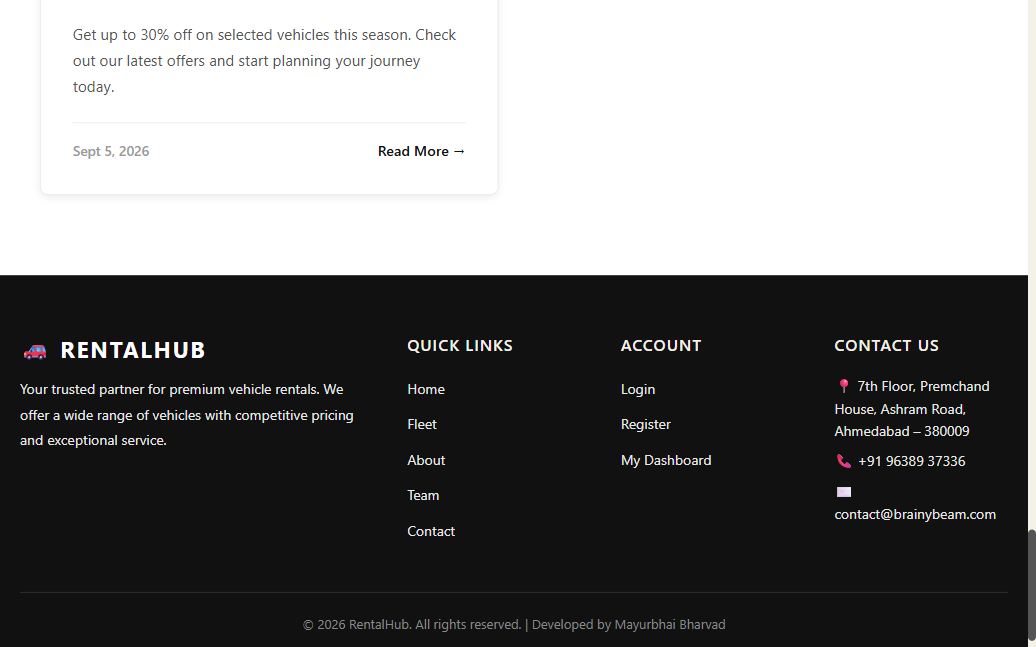 Get up to 30% off on selected vehicles this season. Check
out our latest offers and start planning your journey
today.
Sept 5, 2026
Read More →
RENTALHUB
Your trusted partner for premium vehicle rentals. We
offer a wide range of vehicles with competitive pricing
and exceptional service.
QUICK LINKS
Home
Fleet
About
Team
Contact
ACCOUNT
Login
Register
My Dashboard
CONTACT US
7th Floor, Premchand
House, Ashram Road,
Ahmedabad – 380009
+91 96389 37336
contact@brainybeam.com
© 2026 RentalHub. All rights reserved. | Developed by Mayurbhai Bharvad